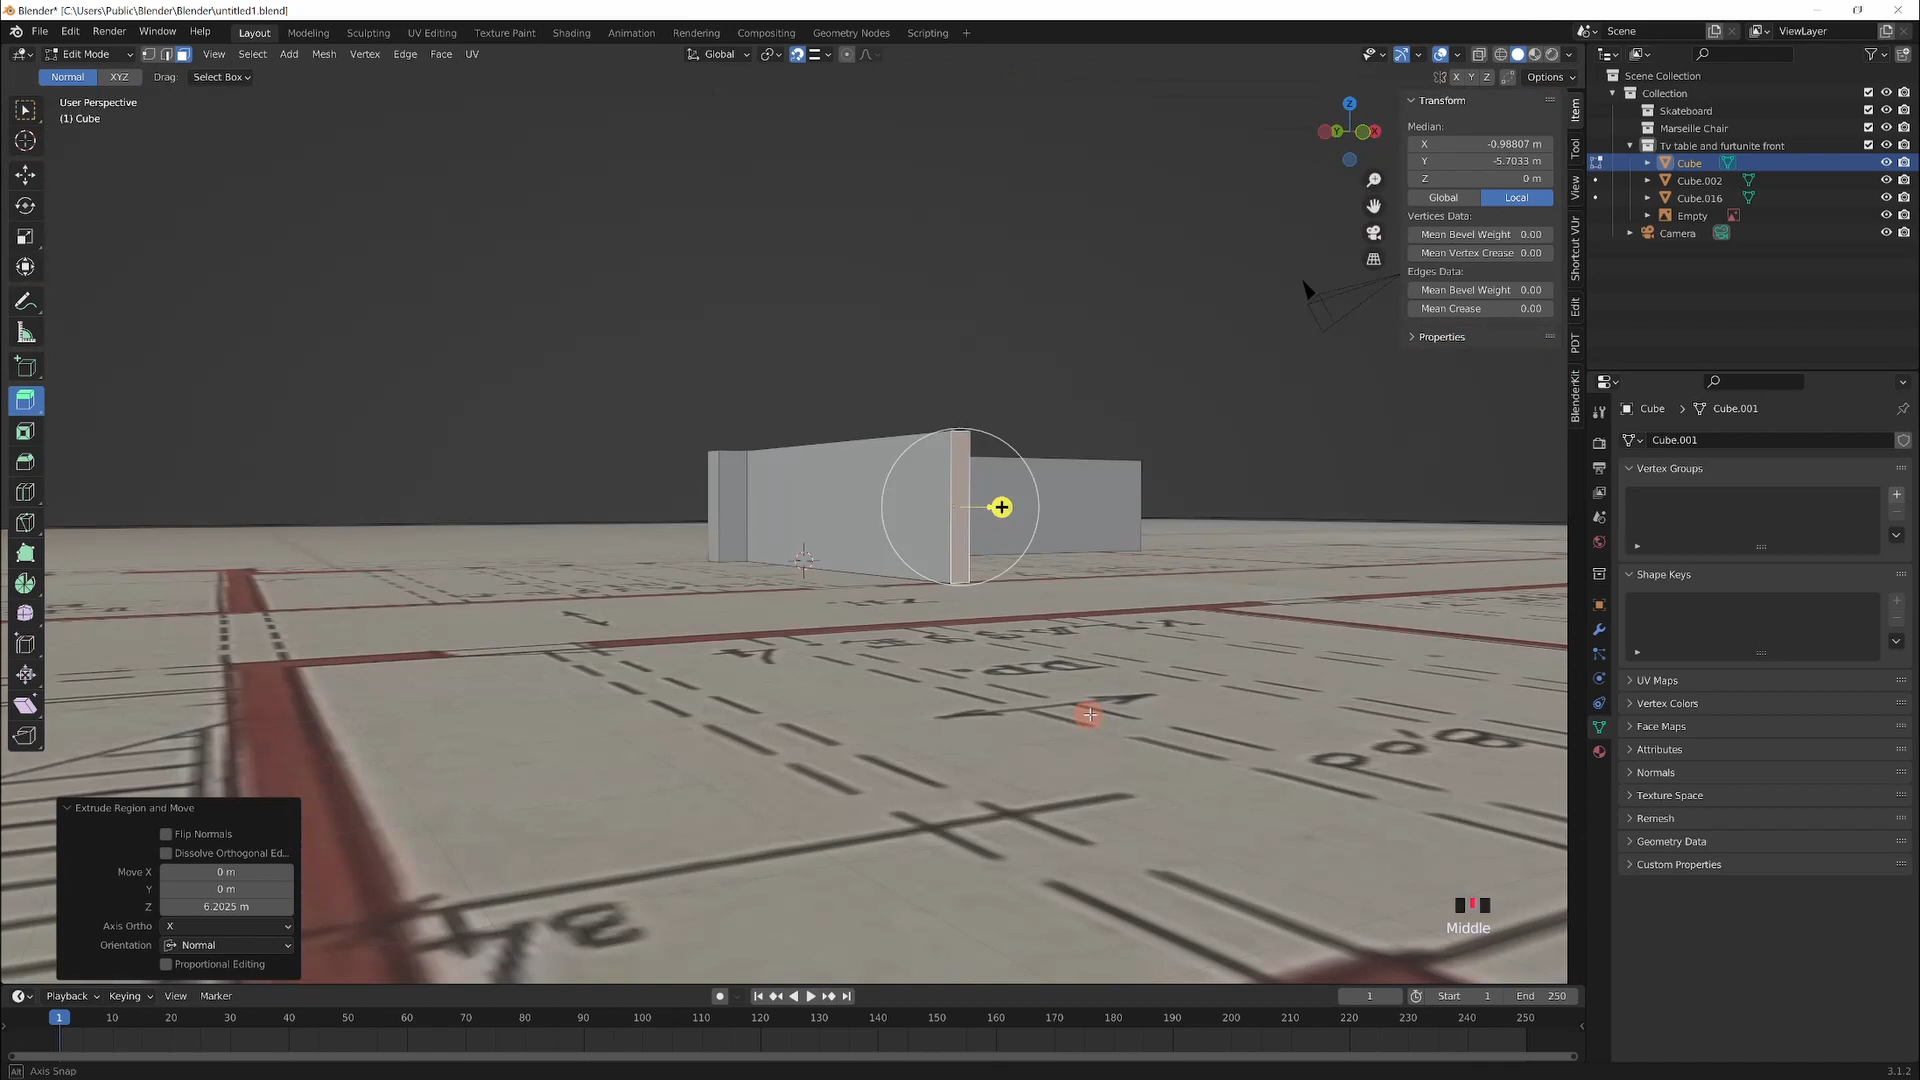 Blender* [C:\Users\Public\Blender\Blender\untitled1.blend]
File Edit Render Window Help Layout Modeling Sculpting UV Editing Texture Paint Shading Animation Rendering Compositing Geometry Nodes Scripting + Scene ViewLayer
Edit Mode View Select Add Mesh Vertex Edge Face UV Global
Normal XYZ Drag: Select Box X Y Z Options
User Perspective
(1) Cube
Z
Y X
Transform
Median:
X -0.98807 m
Y -5.7033 m
Z 0 m
Global Local
Vertices Data:
Mean Bevel Weight 0.00
Mean Vertex Crease 0.00
Edges Data:
Mean Bevel Weight 0.00
Mean Crease 0.00
Properties
Item
Tool
View
Shortcut VUr
Edit
PDT
BlenderKit
Scene Collection
Collection
Skateboard
Marseille Chair
Tv table and furtunite front
Cube
Cube.002
Cube.016
Empty
Camera
Cube > Cube.001
Cube.001
Vertex Groups
Shape Keys
UV Maps
Vertex Colors
Face Maps
Attributes
Normals
Texture Space
Remesh
Geometry Data
Custom Properties
Extrude Region and Move
Flip Normals
Dissolve Orthogonal Ed...
Move X 0 m
Y 0 m
Z 6.2025 m
Axis Ortho X
Orientation Normal
Proportional Editing
Middle
Playback Keying View Marker 1 Start 1 End 250
1 10 20 30 40 50 60 70 80 90 100 110 120 130 140 150 160 170 180 190 200 210 220 230 240 250
Alt Axis Snap 3.1.2